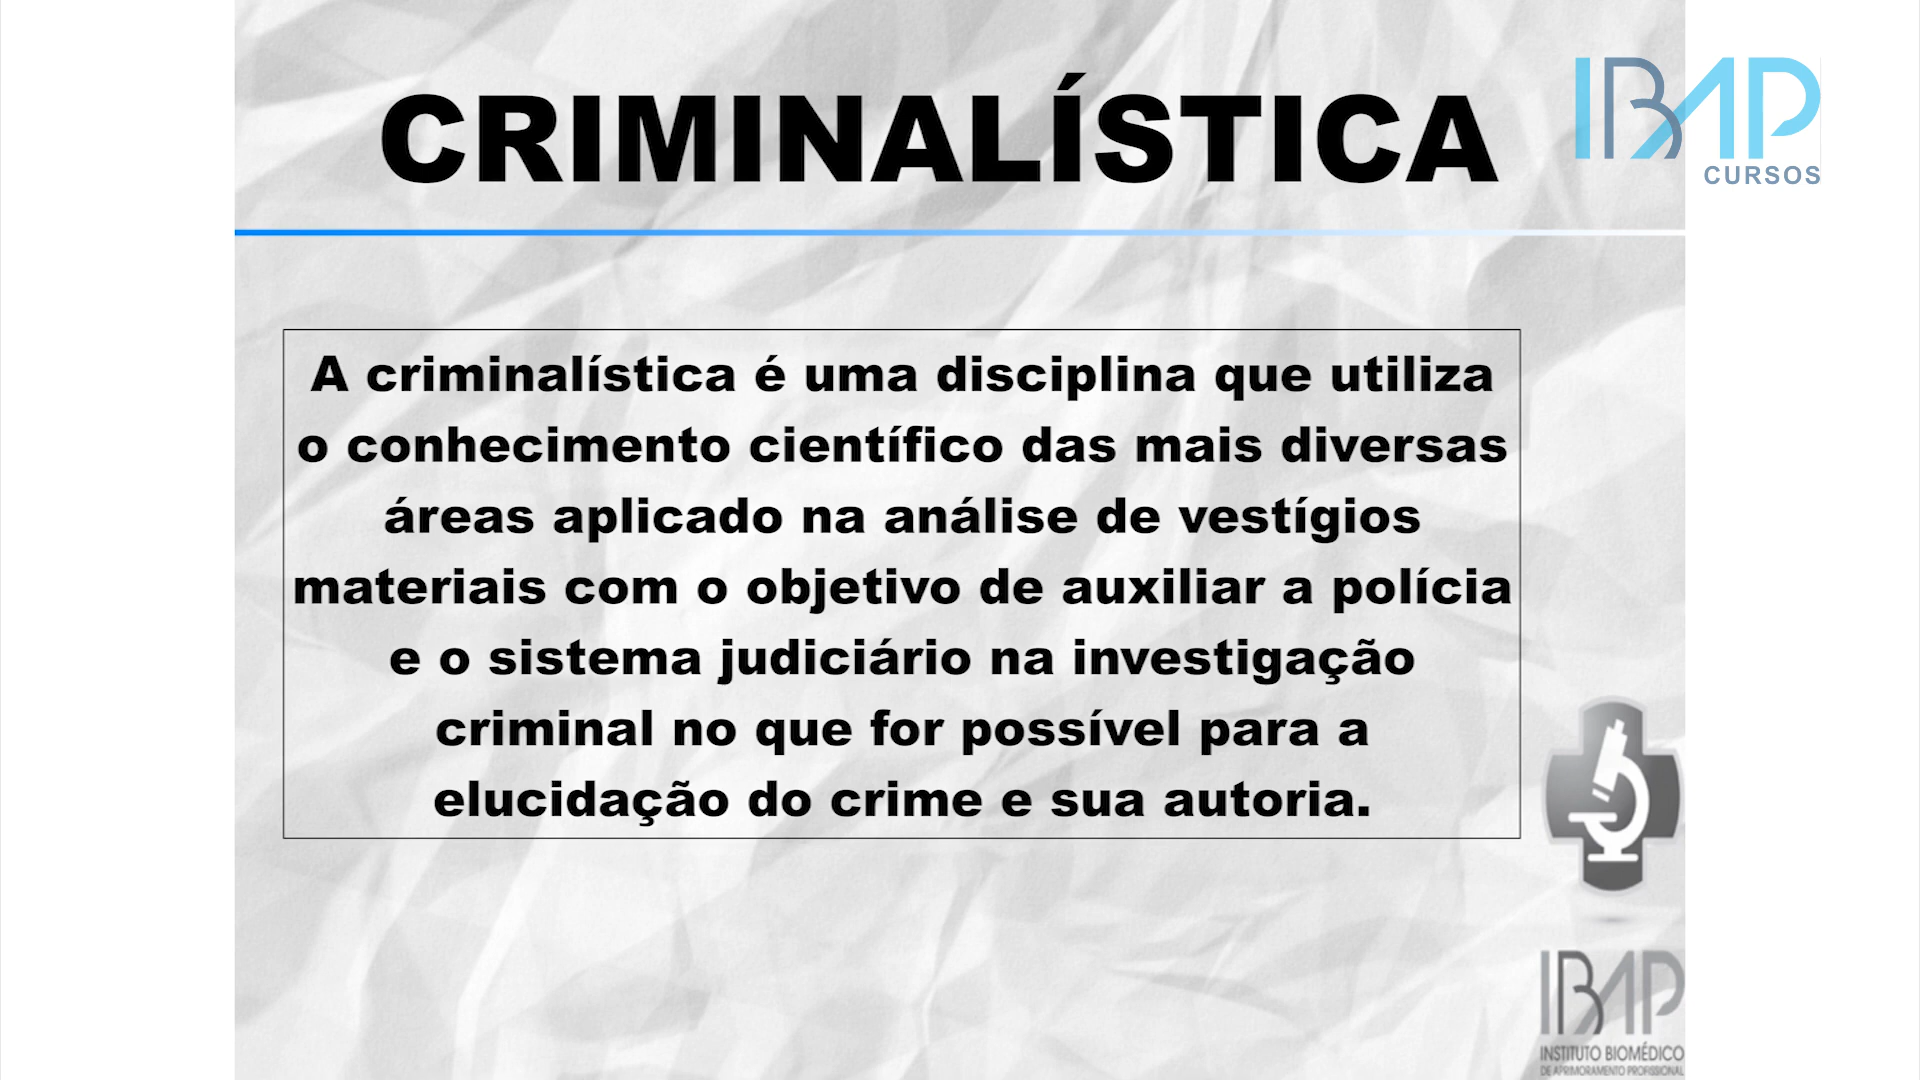 CRIMINALÍSTICA
IBAP
CURSOS
A criminalística é uma disciplina que utiliza
o conhecimento científico das mais diversas
áreas aplicado na análise de vestígios
materiais com o objetivo de auxiliar a polícia
e o sistema judiciário na investigação
criminal no que for possível para a
elucidação do crime e sua autoria.
IBAP
INSTITUTO BIOMÉDICO
DE APRIMORAMENTO PROFISSIONAL